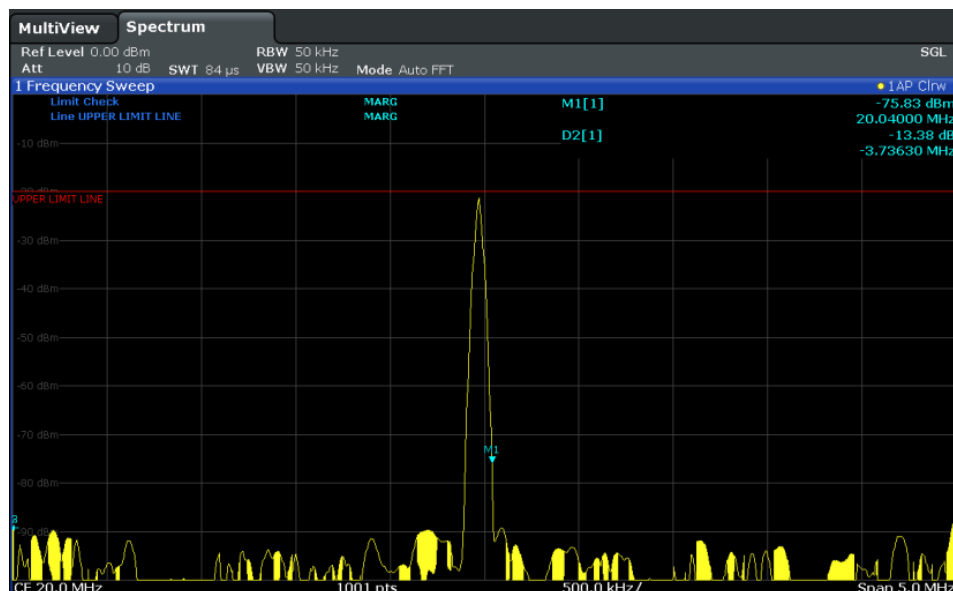 MultiView Spectrum
Ref Level 0.00 dBm RBW 50 kHz SGL
Att 10 dB SWT 84 µs VBW 50 kHz Mode Auto FFT
1 Frequency Sweep 1AP Clrw
Limit Check MARG M1[1] -75.83 dBm
Line UPPER LIMIT LINE MARG 20.04000 MHz
D2[1] -13.38 dB
-10 dBm -3.73630 MHz
-20 dBm
UPPER LIMIT LINE
-30 dBm
-40 dBm
-50 dBm
-60 dBm
-70 dBm
M1
-80 dBm
-90 dBm
CF 20.0 MHz 1001 pts 500.0 kHz/ Span 5.0 MHz